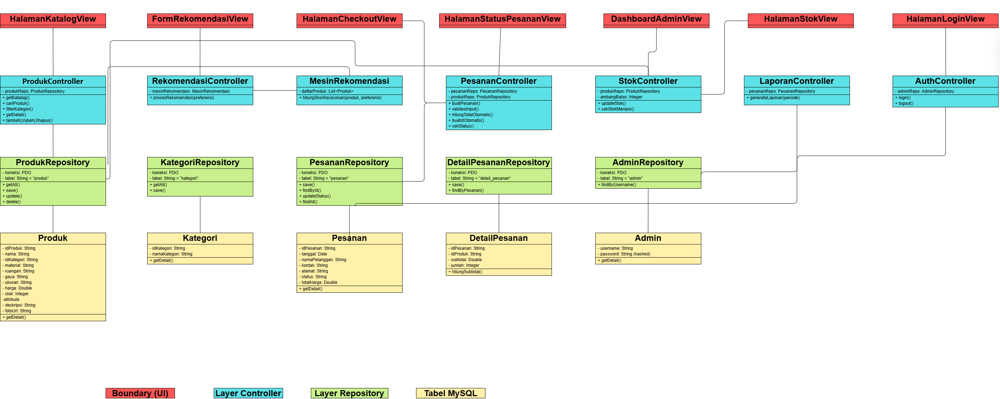 HalamanKatalogView
FormRekomendasiView
HalamanCheckoutView
HalamanStatusPesananView
DashboardAdminView
HalamanStokView
HalamanLoginView
ProdukController
- produkRepo: ProdukRepository
+ getKatalog()
+ cariProduk()
+ filterKategori()
+ getDetail()
+ tambah()/ubah()/hapus()
RekomendasiController
- mesinRekomendasi: MesinRekomendasi
+ prosesRekomendasi(preferensi)
MesinRekomendasi
- daftarProduk: List<Produk>
+ hitungSkorKecocokan(produk, preferensi)
PesananController
- pesananRepo: PesananRepository
- produkRepo: ProdukRepository
+ buatPesanan()
+ validasiInput()
+ hitungTotalOtomatis()
+ buatIdOtomatis()
+ cekStatus()
StokController
- produkRepo: ProdukRepository
- ambangBatas: Integer
+ updateStok()
+ cekStokMenipis()
LaporanController
- pesananRepo: PesananRepository
+ generateLaporan(periode)
AuthController
- adminRepo: AdminRepository
+ login()
+ logout()
ProdukRepository
- koneksi: PDO
- tabel: String = "produk"
+ getAll()
+ save()
+ update()
+ delete()
KategoriRepository
- koneksi: PDO
- tabel: String = "kategori"
+ getAll()
+ save()
PesananRepository
- koneksi: PDO
- tabel: String = "pesanan"
+ save()
+ findById()
+ updateStatus()
+ findAll()
DetailPesananRepository
- koneksi: PDO
- tabel: String = "detail_pesanan"
+ save()
+ findByPesanan()
AdminRepository
- koneksi: PDO
- tabel: String = "admin"
+ findByUsername()
Produk
- idProduk: String
- nama: String
- idKategori: String
- material: String
- ruangan: String
- gaya: String
- ukuran: String
- harga: Double
- stok: Integer
-attribute
- deskripsi: String
- fotoUrl: String
+ getDetail()
Kategori
- idKategori: String
- namaKategori: String
+ getDetail()
Pesanan
- idPesanan: String
- tanggal: Date
- namaPelanggan: String
- kontak: String
- alamat: String
- status: String
- totalHarga: Double
+ getDetail()
DetailPesanan
- idPesanan: String
- idProduk: String
- subtotal: Double
- jumlah: Integer
+ hitungSubtotal()
Admin
- username: String
- password: String (hashed)
+ getDetail()
Boundary (UI)
Layer Controller
Layer Repository
Tabel MySQL